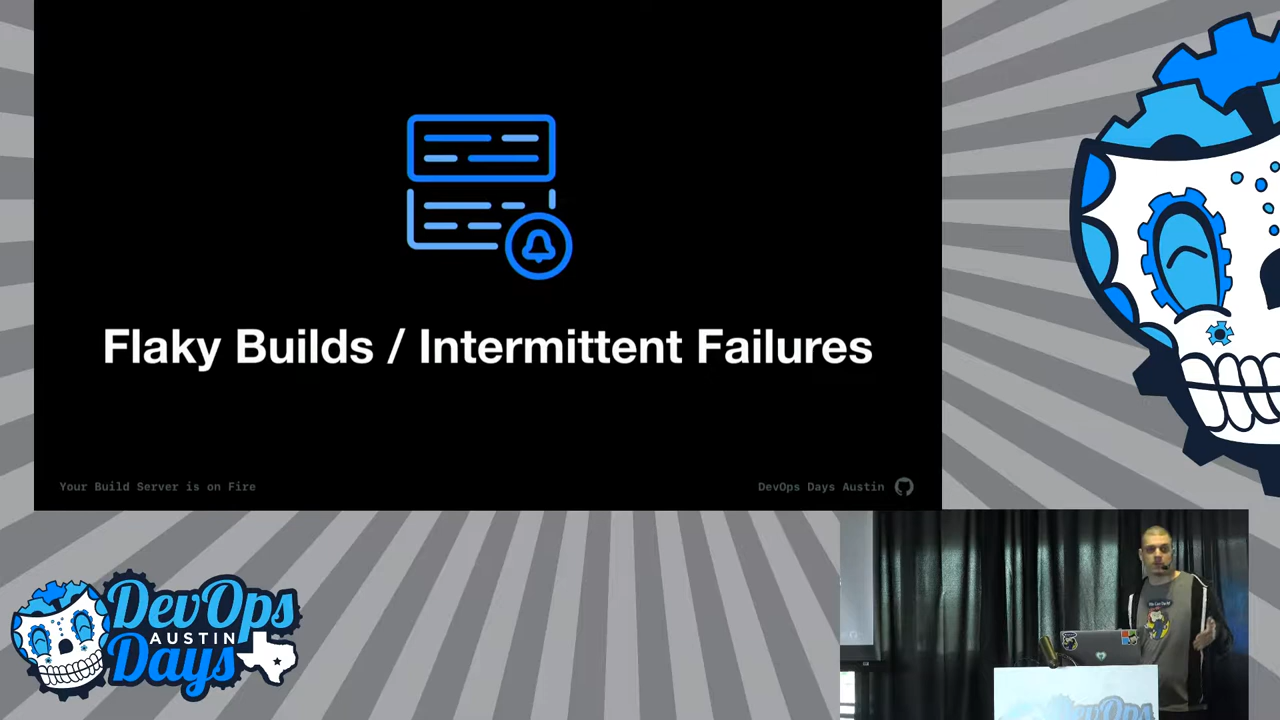 Flaky Builds / Intermittent Failures
Your Build Server is on Fire
DevOps Days Austin
DevOps
AUSTIN
Days